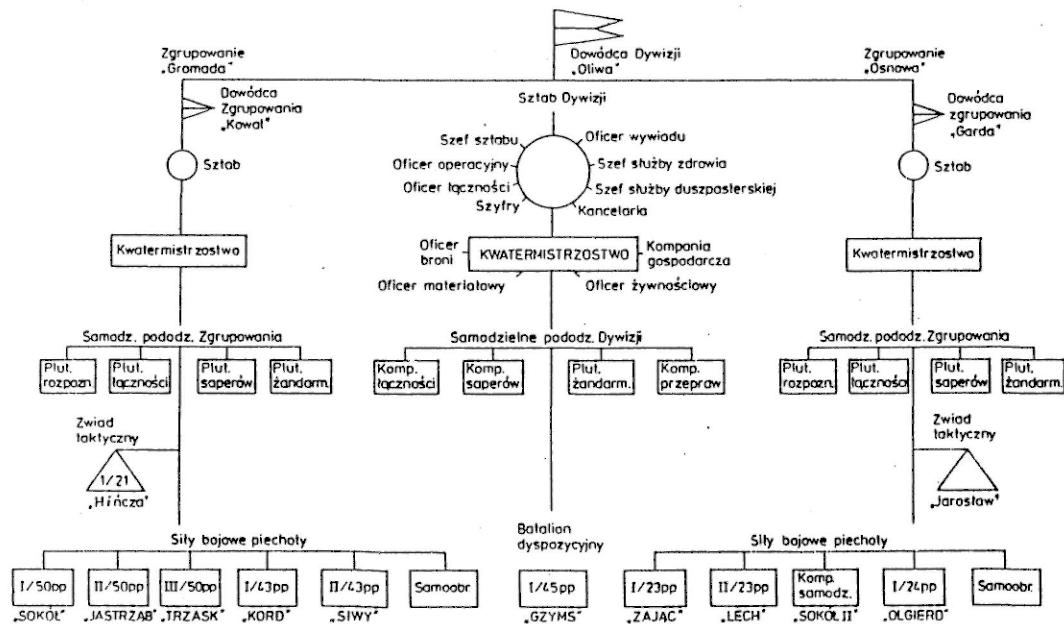 Zgrupowanie
„Gromada"
Dowódca
Zgrupowania
„Kowal"
Sztab
Kwatermistrzostwo
Samodz. pododz. Zgrupowania
Plut. rozpozn.
Plut. łączności
Plut. saperów
Plut. żandarm.
Zwiad
taktyczny
1/21
„Hińcza"
Siły bojowe piechoty
I/50pp
„SOKÓŁ"
II/50pp
„JASTRZĄB"
III/50pp
„TRZASK"
I/43pp
„KORD"
II/43pp
„SIWY"
Samoobr.
Dowódca Dywizji
„Oliwa"
Sztab Dywizji
Szef sztabu
Oficer operacyjny
Oficer łączności
Szyfry
Oficer wywiadu
Szef służby zdrowia
Szef służby duszpasterskiej
Kancelaria
Oficer
broni
KWATERMISTRZOSTWO
Kompania
gospodarcza
Oficer materiałowy
Oficer żywnościowy
Samodzielne pododz. Dywizji
Komp. łączności
Komp. saperów
Plut. żandarm.
Komp. przepraw
Batalion
dyspozycyjny
I/45pp
„GZYMS"
Zgrupowanie
„Osnowa"
Dowódca
zgrupowania
„Garda"
Sztab
Kwatermistrzostwo
Samodz. pododz. Zgrupowania
Plut. rozpozn.
Plut. łącznośći
Plut. saperów
Plut. żandarm.
Zwiad
taktyczny
„Jarosław"
Siły bojowe piechoty
I/23pp
„ZAJĄC"
II/23pp
„LECH"
Komp. samodz.
„SOKÓŁ II"
I/24pp
„OLGIERD"
Samoobr.